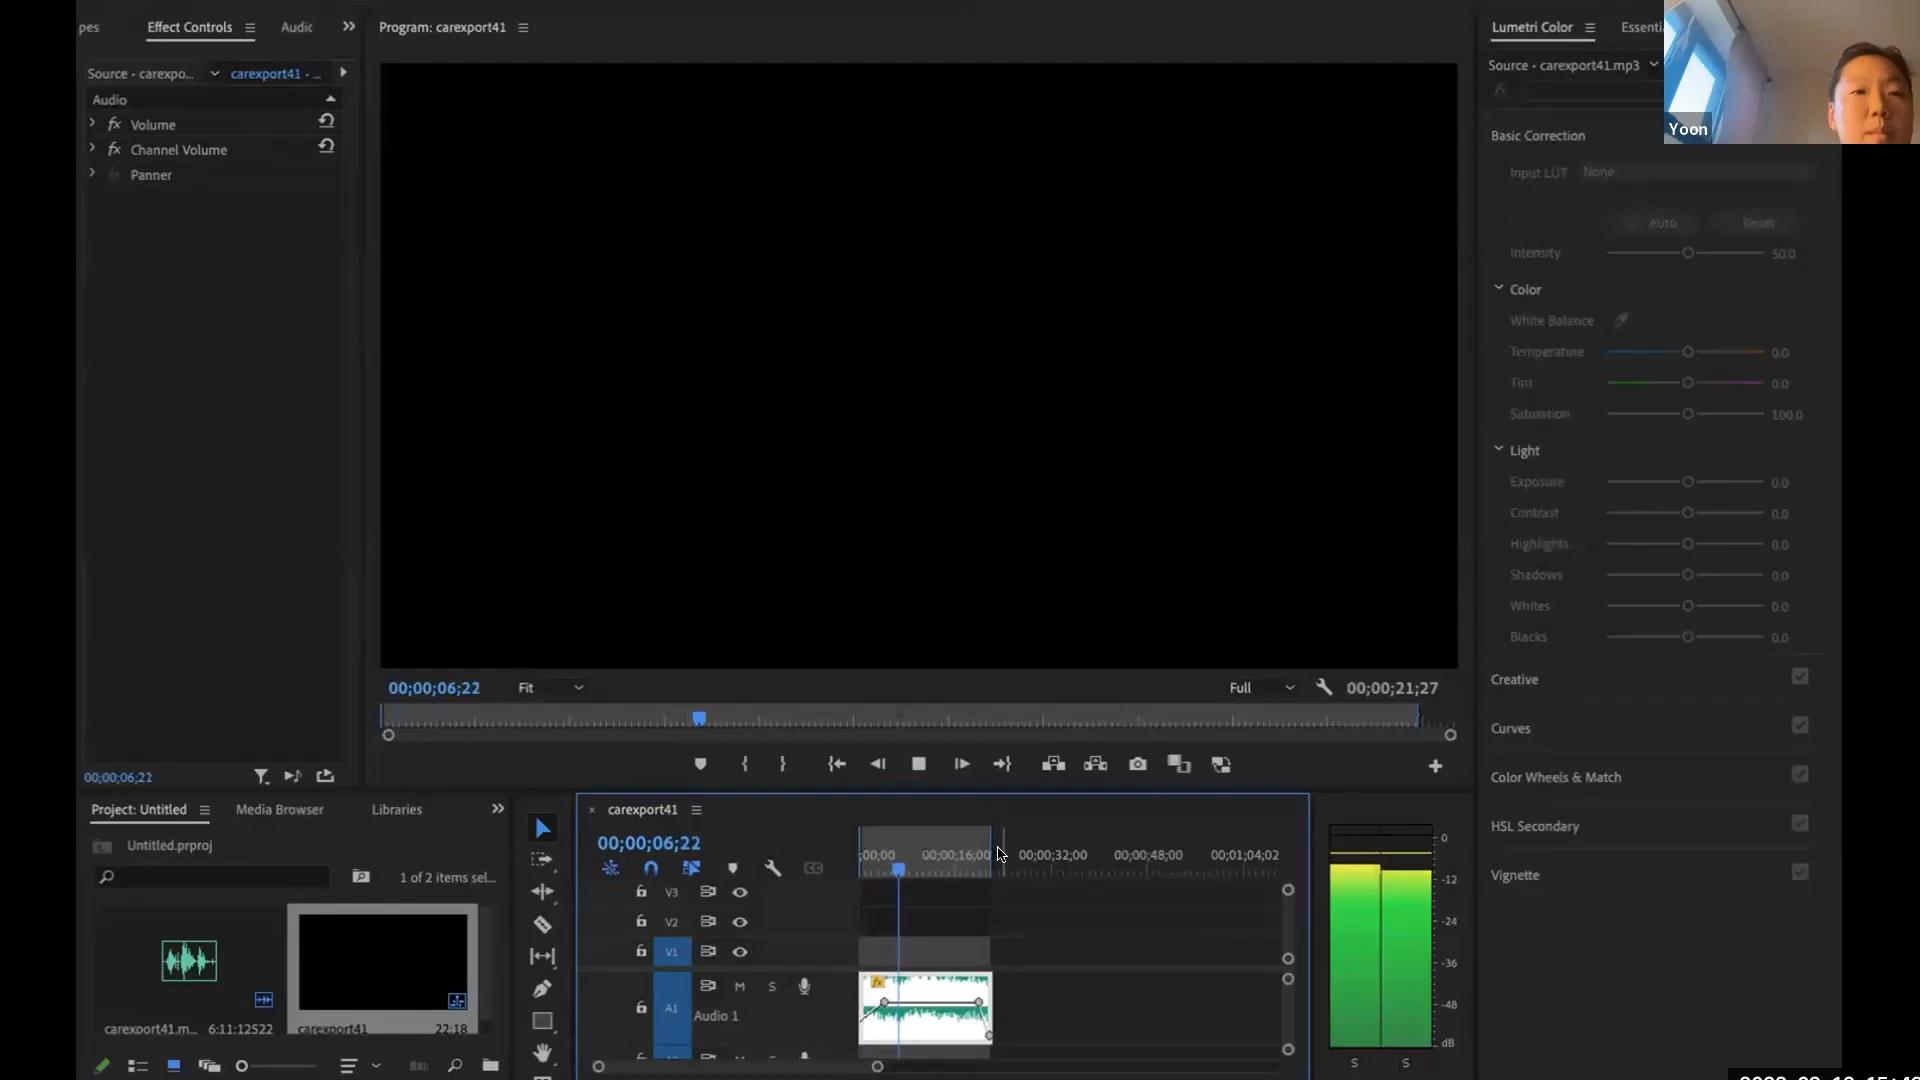 pes
Effect Controls
Audic
Program: carexport41
Lumetri Color
Essenti
Source - carexpo...
carexport41 - ...
Source - carexport41.mp3
fx
Audio
fx Volume
fx Channel Volume
fx Panner
Yoon
Basic Correction
Input LUT None
Auto Reset
Intensity 50.0
Color
White Balance
Temperature 0.0
Tint 0.0
Saturation 100.0
Light
Exposure 0.0
Contrast 0.0
Highlights 0.0
Shadows 0.0
Whites 0.0
Blacks 0.0
Creative
Curves
Color Wheels & Match
HSL Secondary
Vignette
00;00;06;22
Fit
Full
00;00;21;27
00;00;06;22
Project: Untitled
Media Browser
Libraries
Untitled.prproj
1 of 2 items sel...
carexport41.m... 6:11:12522
carexport41 22:18
carexport41
00;00;06;22
;00;00
00;00;16;00
00;00;32;00
00;00;48;00
00;01;04;02
CC
V3
V2
V1
A1
M
S
Audio 1
fx
0
-12
-24
-36
-48
dB
S
S